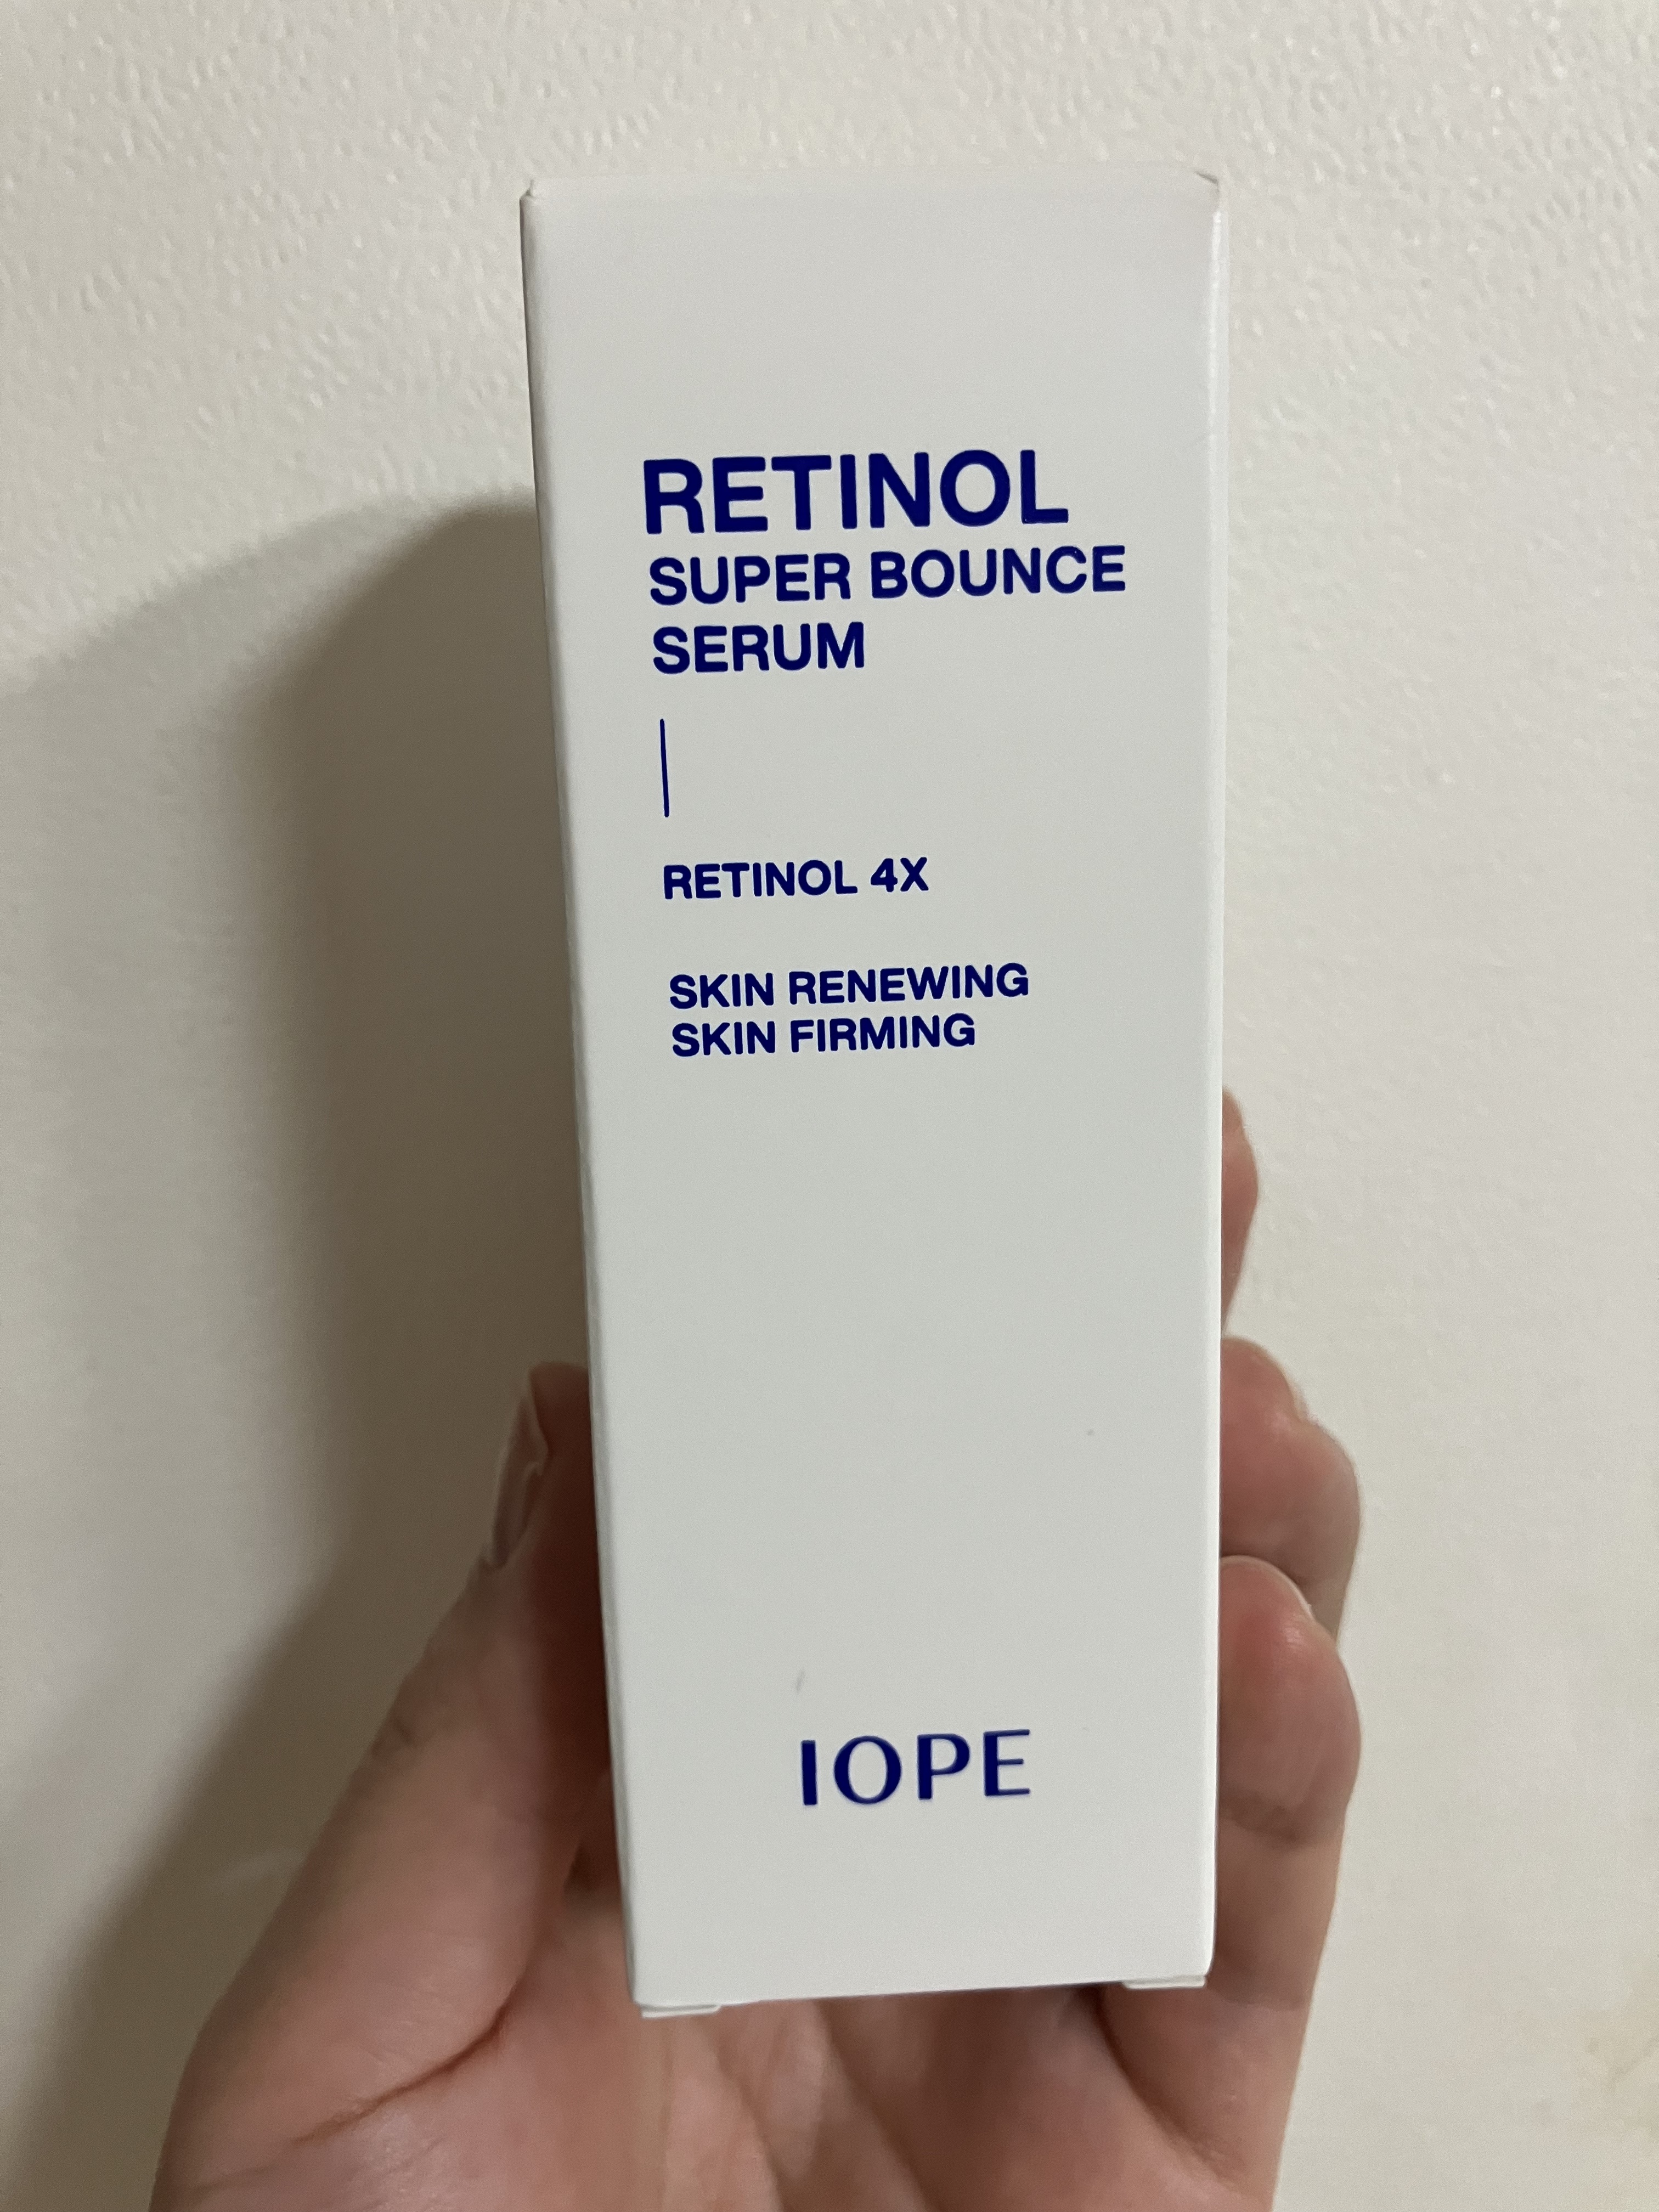 RETINOL
SUPER BOUNCE
SERUM
RETINOL 4X
SKIN RENEWING
SKIN FIRMING
IOPE